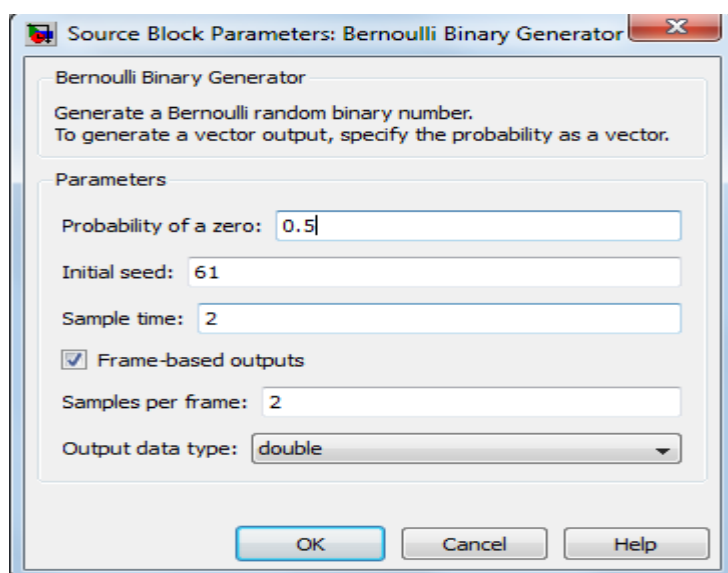 Source Block Parameters: Bernoulli Binary Generator
Bernoulli Binary Generator
Generate a Bernoulli random binary number.
To generate a vector output, specify the probability as a vector.
Parameters
Probability of a zero: 0.5
Initial seed: 61
Sample time: 2
Frame-based outputs
Samples per frame: 2
Output data type: double
OK Cancel Help